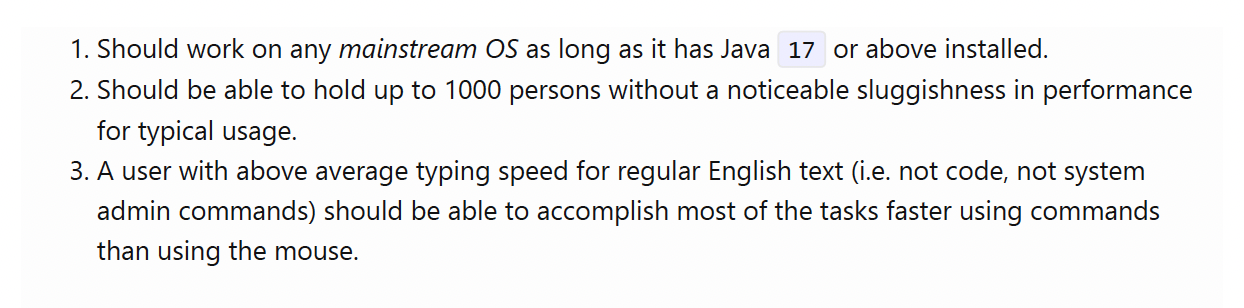 1. Should work on any mainstream OS as long as it has Java 17 or above installed.
2. Should be able to hold up to 1000 persons without a noticeable sluggishness in performance
for typical usage.
3. A user with above average typing speed for regular English text (i.e. not code, not system
admin commands) should be able to accomplish most of the tasks faster using commands
than using the mouse.